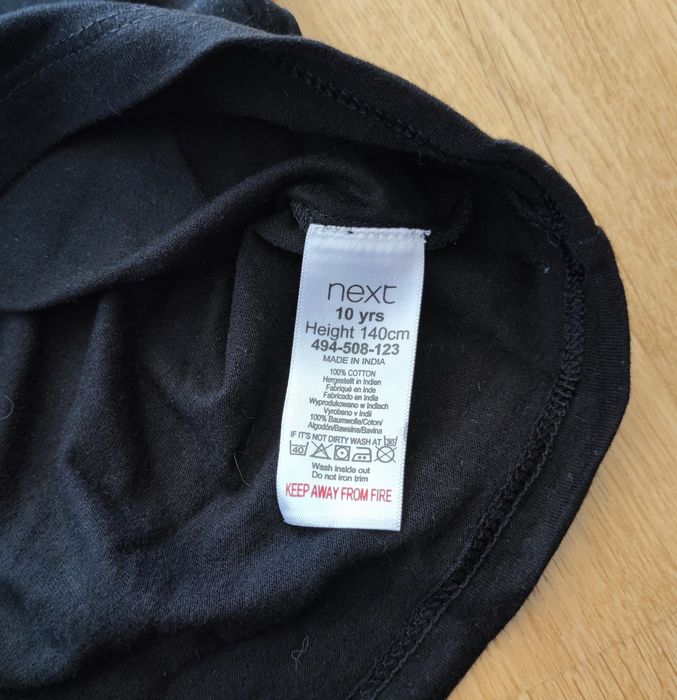 next
10 yrs
Height 140cm
494-508-123
MADE IN INDIA
100% COTTON
Hergestellt in Indien
Fabriqué en Inde
Fabricado en India
Wyprodukowano w Indiach
Vyrobeno v Indii
100% Baumwolle/Coton/
Algodón/Bawełna/Bavlna
IF IT'S NOT DIRTY WASH AT 30
40
Wash inside out
Do not iron trim
KEEP AWAY FROM FIRE